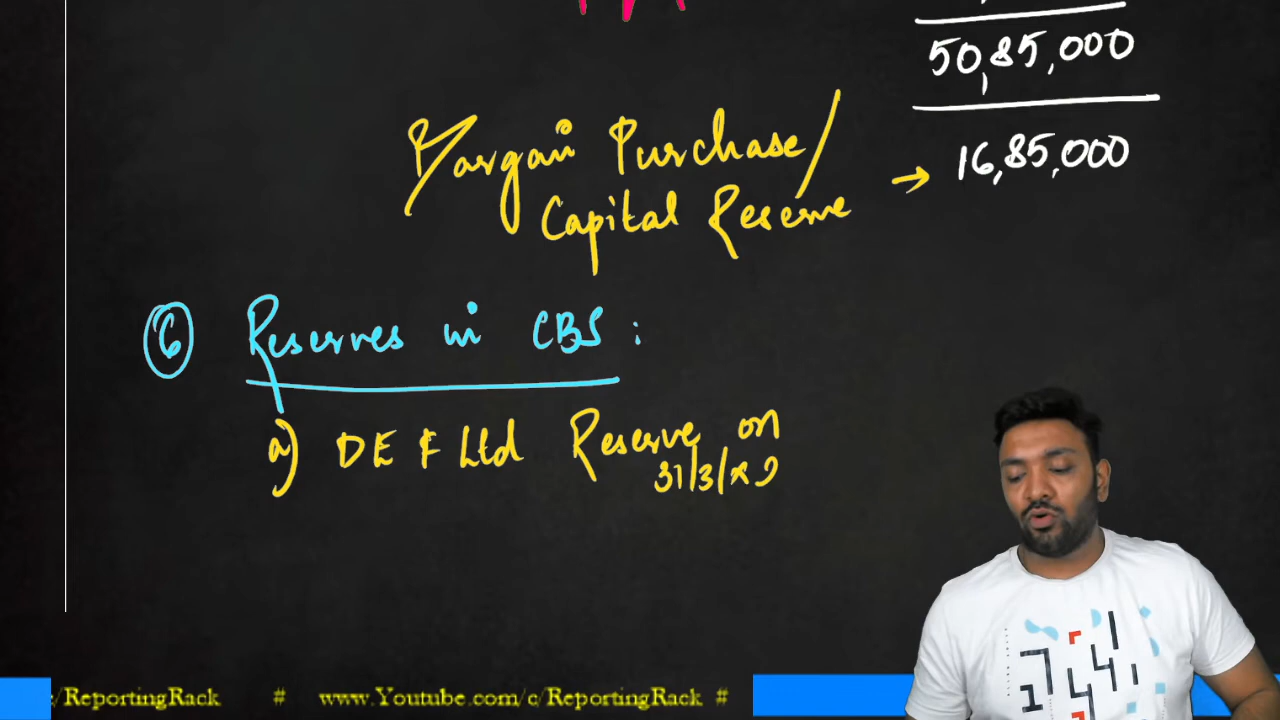 50,85,000
Bargain Purchase/
Capital Reserve → 16,85,000
6 Reserves in CBS :
a) DEF Ltd Reserve on
31/3/x2
c/ReportingRack # www.Youtube.com/c/ReportingRack #